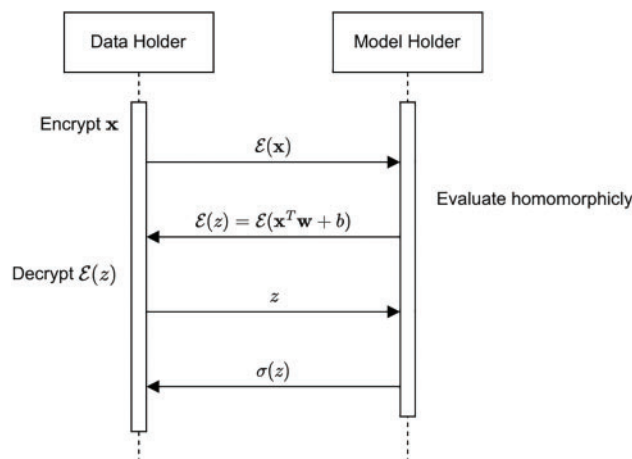 Data Holder
Model Holder
Encrypt 𝐱
ℰ(𝐱)
Evaluate homomorphicly
ℰ(z) = ℰ(𝐱ᵀ𝐰 + b)
Decrypt ℰ(z)
z
σ(z)